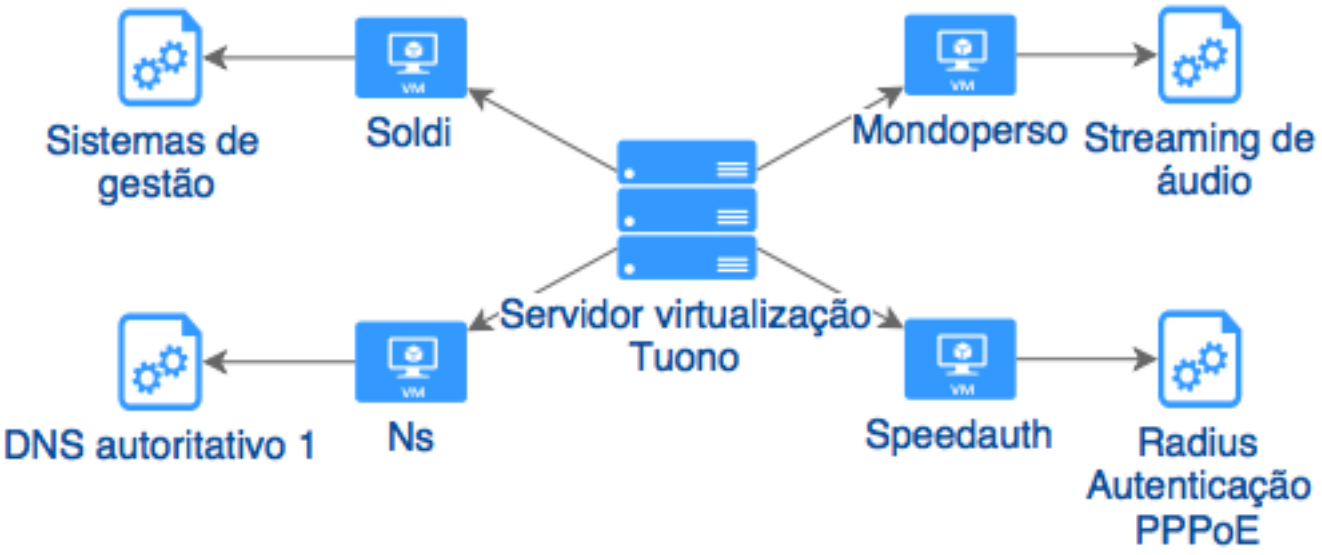 VM
Soldi
Sistemas de
gestão
VM
Mondoperso
Streaming de
áudio
Servidor virtualização
Tuono
VM
Ns
DNS autoritativo 1
VM
Speedauth
Radius
Autenticação
PPPoE